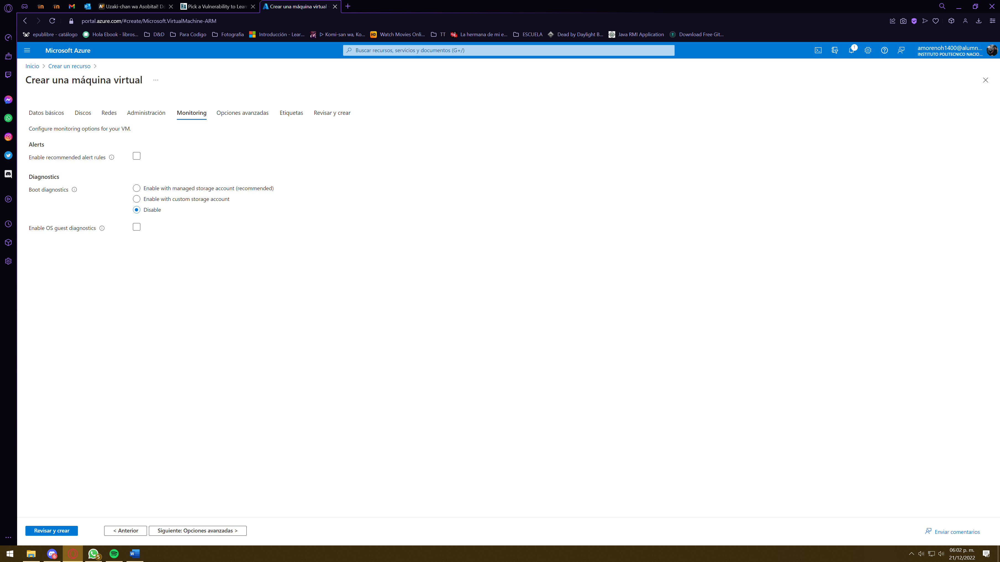 Uzaki-chan wa Asobitai! Do
Pick a Vulnerability to Lear
Crear una máquina virtual
portal.azure.com/#create/Microsoft.VirtualMachine-ARM
epublibre - catálogo
Hola Ebook - libros...
D&D
Para Codigo
Fotografia
Introducción - Lear...
▷ Komi-san wa, Ko...
HD
Watch Movies Onli...
TT
La hermana de mi e...
ESCUELA
Dead by Daylight B...
Java RMI Application
Download Free Git...
Microsoft Azure
Buscar recursos, servicios y documentos (G+/)
1
amorenoh1400@alumn...
INSTITUTO POLITECNICO NACIO...
Inicio > Crear un recurso >
Crear una máquina virtual ...
Datos básicos Discos Redes Administración Monitoring Opciones avanzadas Etiquetas Revisar y crear
Configure monitoring options for your VM.
Alerts
Enable recommended alert rules
Diagnostics
Boot diagnostics
Enable with managed storage account (recommended)
Enable with custom storage account
Disable
Enable OS guest diagnostics
Revisar y crear
< Anterior
Siguiente: Opciones avanzadas >
Enviar comentarios
6
5
06:02 p. m.
21/12/2022